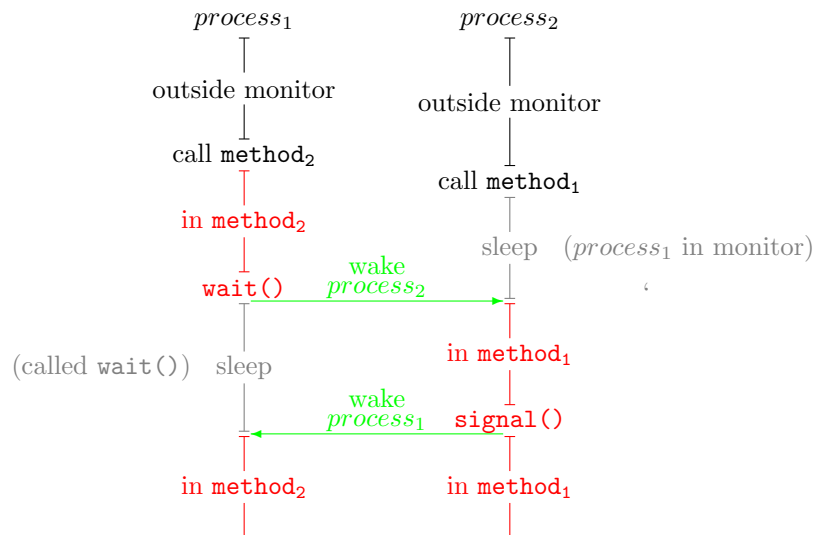 process₁ process₂
outside monitor
outside monitor
call method₂
call method₁
in method₂
sleep (process₁ in monitor)
wake
wait() process₂
‘
in method₁
(called wait()) sleep
wake
process₁ signal()
in method₂ in method₁